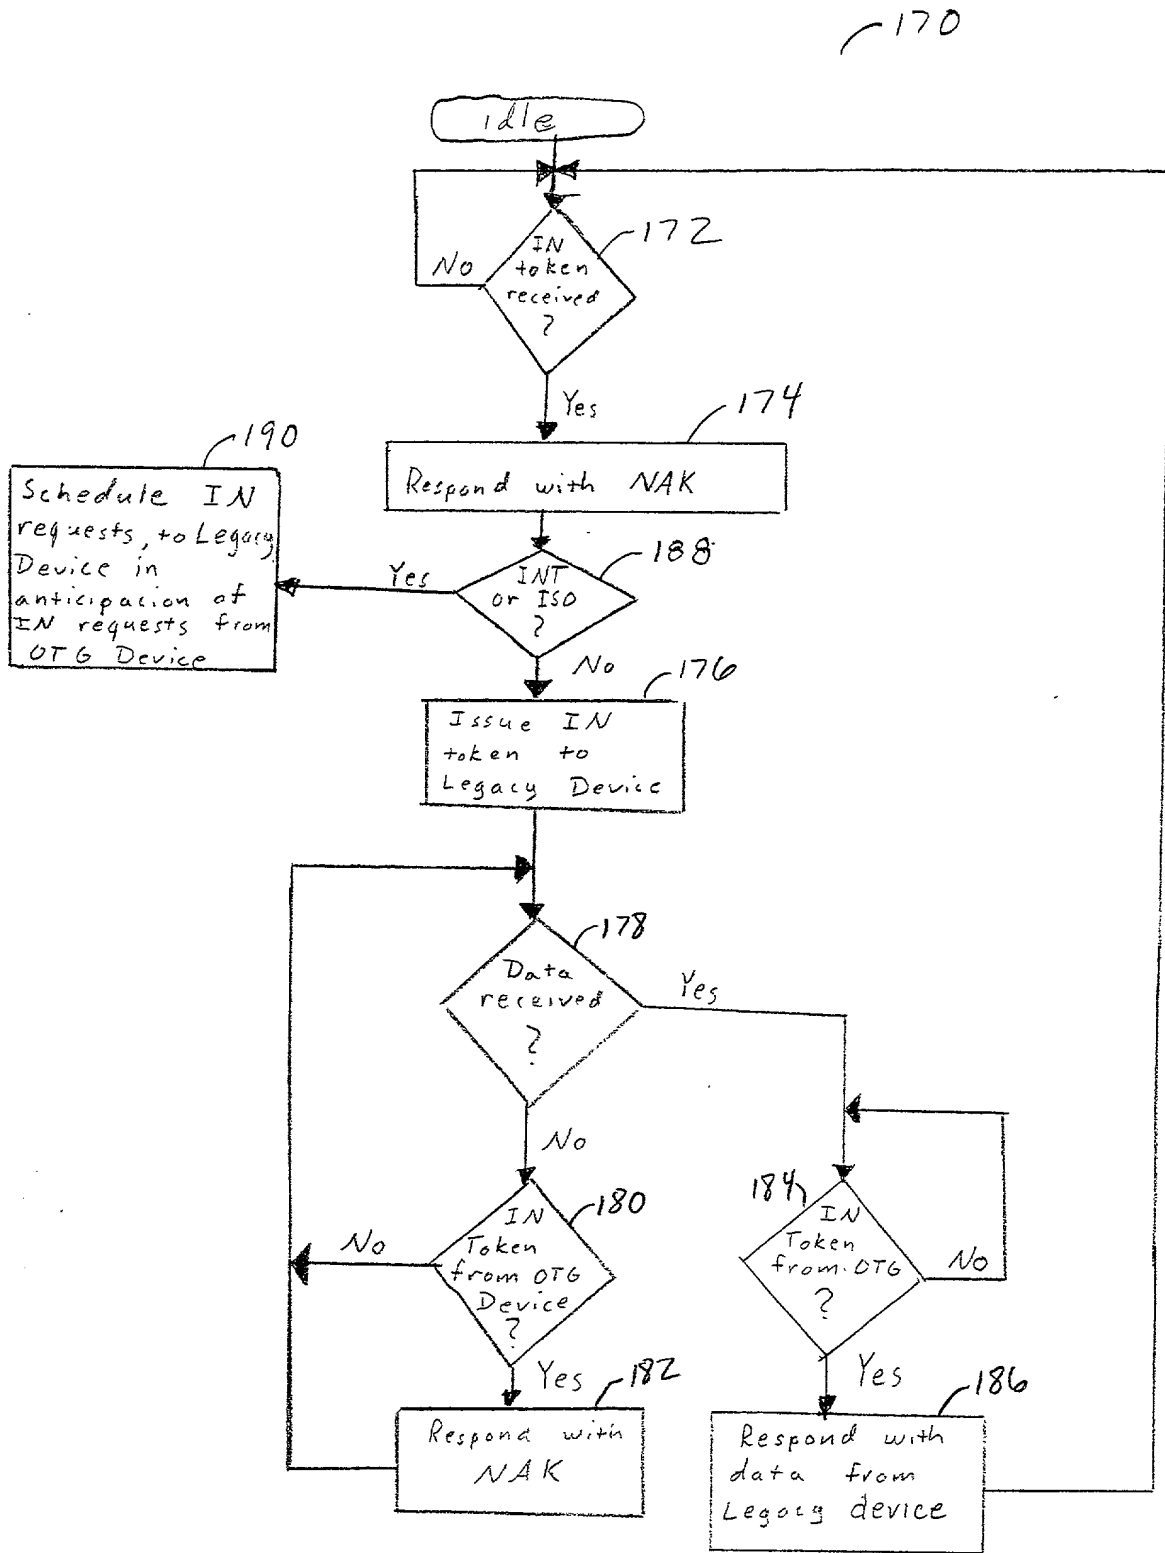 170
idle
172
IN
token
received
?
No
Yes
174
Respond with NAK
190
Schedule IN
requests, to Legacy
Device in
anticipacion of
IN requests from
OTG Device
188
INT
or ISO
?
Yes
No
176
Issue IN
token to
Legacy Device
178
Data
received
?
Yes
No
180
IN
Token
from OTG
Device
?
No
184
IN
Token
from OTG
?
No
Yes
182
Respond with
NAK
Yes
186
Respond with
data from
Legacy device